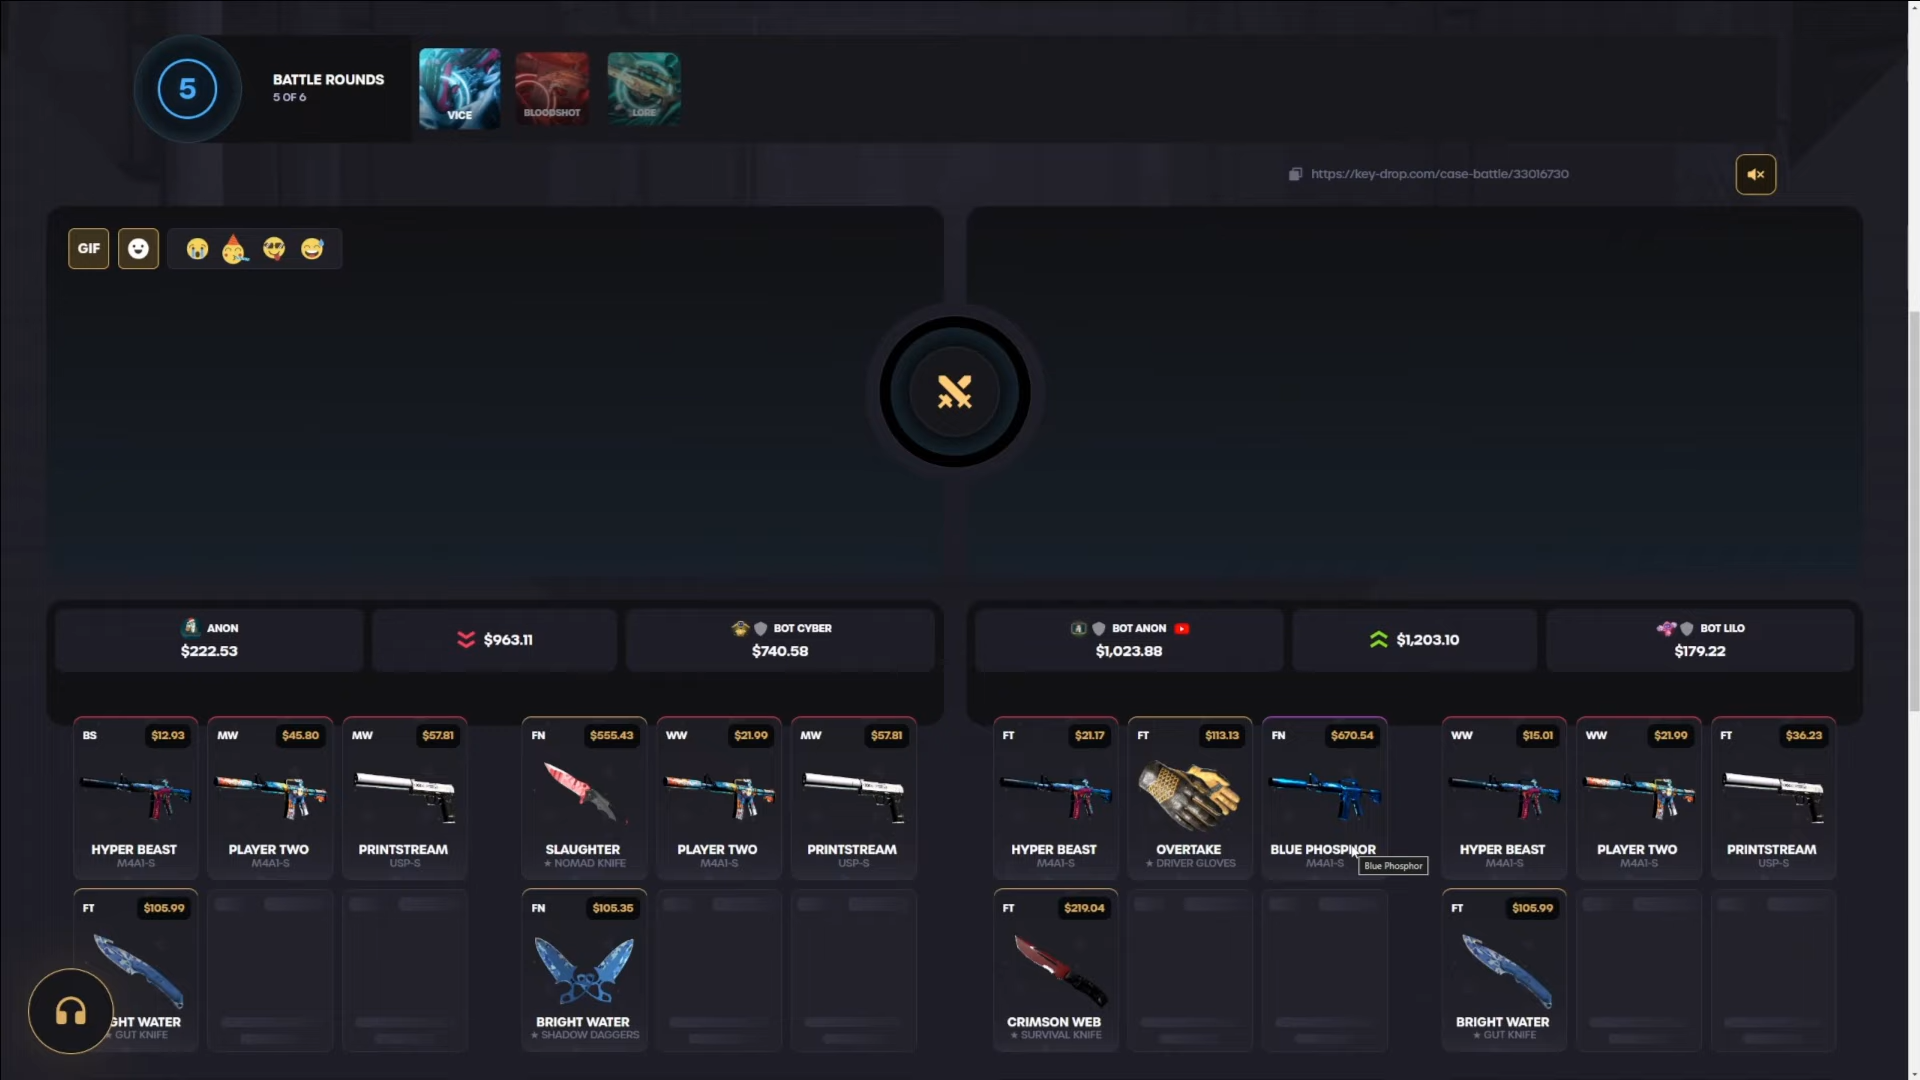 5
BATTLE ROUNDS
5 OF 6
VICE
BLOODSHOT
LORE
https://key-drop.com/case-battle/33016730
GIF
ANON
$222.53
$963.11
BOT CYBER
$740.58
BOT ANON
$1,023.88
$1,203.10
BOT LILO
$179.22
BS $12.93
HYPER BEAST
M4A1-S
MW $45.80
PLAYER TWO
M4A1-S
MW $57.81
PRINTSTREAM
USP-S
FN $555.43
SLAUGHTER
★ NOMAD KNIFE
WW $21.99
PLAYER TWO
M4A1-S
MW $57.81
PRINTSTREAM
USP-S
FT $21.17
HYPER BEAST
M4A1-S
FT $113.13
OVERTAKE
★ DRIVER GLOVES
FN $670.54
BLUE PHOSPHOR
M4A1-S
Blue Phosphor
WW $15.01
HYPER BEAST
M4A1-S
WW $21.99
PLAYER TWO
M4A1-S
FT $36.23
PRINTSTREAM
USP-S
FT $105.99
GHT WATER
★ GUT KNIFE
FN $105.35
BRIGHT WATER
★ SHADOW DAGGERS
FT $219.04
CRIMSON WEB
★ SURVIVAL KNIFE
FT $105.99
BRIGHT WATER
★ GUT KNIFE